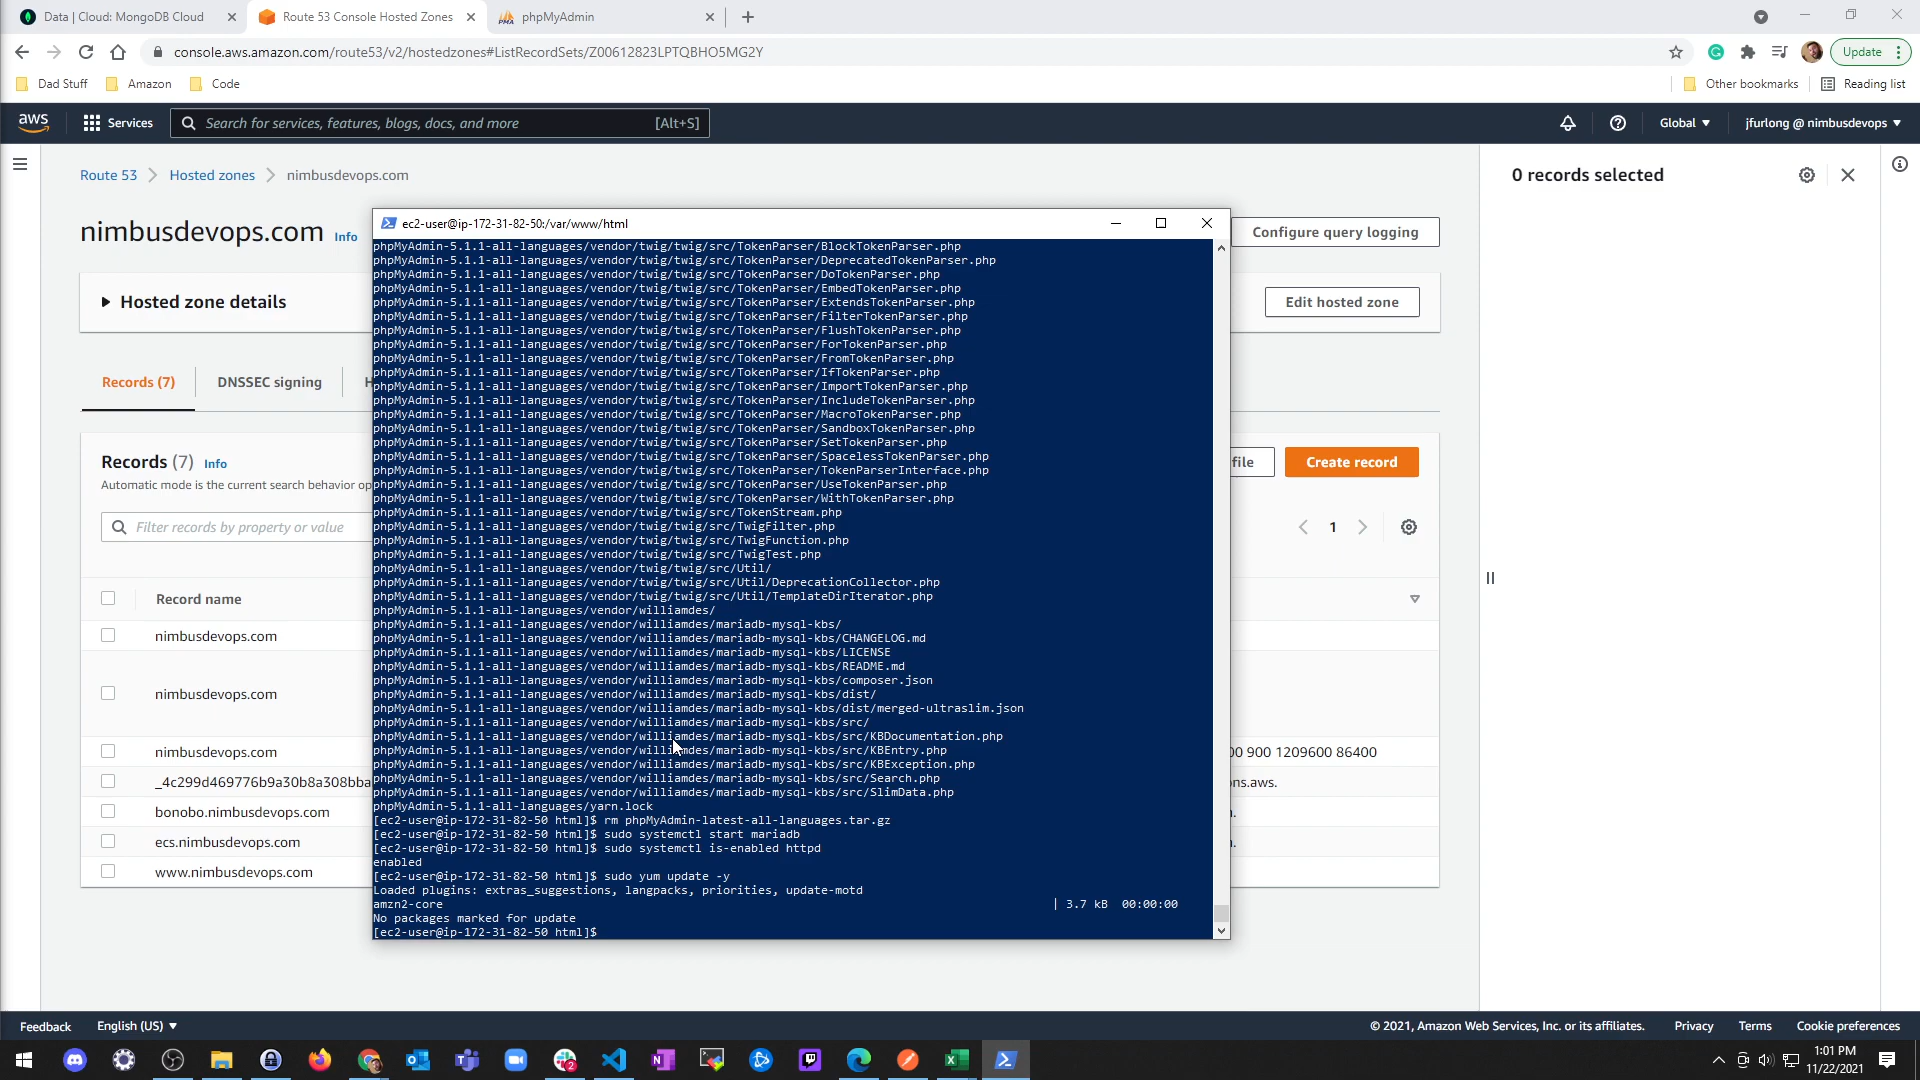 Data | Cloud: MongoDB Cloud
Route 53 Console Hosted Zones
phpMyAdmin
console.aws.amazon.com/route53/v2/hostedzones#ListRecordSets/Z00612823LPTQBHO5MG2Y
Update
Dad Stuff
Amazon
Code
Other bookmarks
Reading list
aws
Services
Search for services, features, blogs, docs, and more
[Alt+S]
Global
jfurlong @ nimbusdevops
Route 53
Hosted zones
nimbusdevops.com
0 records selected
nimbusdevops.com
Info
Configure query logging
Hosted zone details
Edit hosted zone
Records (7)
DNSSEC signing
H
Records (7)
Info
Automatic mode is the current search behavior op
file
Create record
Filter records by property or value
1
Record name
nimbusdevops.com
nimbusdevops.com
nimbusdevops.com
00 900 1209600 86400
_4c299d469776b9a30b8a308bba
ons.aws.
bonobo.nimbusdevops.com
ecs.nimbusdevops.com
www.nimbusdevops.com
ec2-user@ip-172-31-82-50:/var/www/html
phpMyAdmin-5.1.1-all-languages/vendor/twig/twig/src/TokenParser/BlockTokenParser.php
phpMyAdmin-5.1.1-all-languages/vendor/twig/twig/src/TokenParser/DeprecatedTokenParser.php
phpMyAdmin-5.1.1-all-languages/vendor/twig/twig/src/TokenParser/DoTokenParser.php
phpMyAdmin-5.1.1-all-languages/vendor/twig/twig/src/TokenParser/EmbedTokenParser.php
phpMyAdmin-5.1.1-all-languages/vendor/twig/twig/src/TokenParser/ExtendsTokenParser.php
phpMyAdmin-5.1.1-all-languages/vendor/twig/twig/src/TokenParser/FilterTokenParser.php
phpMyAdmin-5.1.1-all-languages/vendor/twig/twig/src/TokenParser/FlushTokenParser.php
phpMyAdmin-5.1.1-all-languages/vendor/twig/twig/src/TokenParser/ForTokenParser.php
phpMyAdmin-5.1.1-all-languages/vendor/twig/twig/src/TokenParser/FromTokenParser.php
phpMyAdmin-5.1.1-all-languages/vendor/twig/twig/src/TokenParser/IfTokenParser.php
phpMyAdmin-5.1.1-all-languages/vendor/twig/twig/src/TokenParser/ImportTokenParser.php
phpMyAdmin-5.1.1-all-languages/vendor/twig/twig/src/TokenParser/IncludeTokenParser.php
phpMyAdmin-5.1.1-all-languages/vendor/twig/twig/src/TokenParser/MacroTokenParser.php
phpMyAdmin-5.1.1-all-languages/vendor/twig/twig/src/TokenParser/SandboxTokenParser.php
phpMyAdmin-5.1.1-all-languages/vendor/twig/twig/src/TokenParser/SetTokenParser.php
phpMyAdmin-5.1.1-all-languages/vendor/twig/twig/src/TokenParser/SpacelessTokenParser.php
phpMyAdmin-5.1.1-all-languages/vendor/twig/twig/src/TokenParser/TokenParserInterface.php
phpMyAdmin-5.1.1-all-languages/vendor/twig/twig/src/TokenParser/UseTokenParser.php
phpMyAdmin-5.1.1-all-languages/vendor/twig/twig/src/TokenParser/WithTokenParser.php
phpMyAdmin-5.1.1-all-languages/vendor/twig/twig/src/TokenStream.php
phpMyAdmin-5.1.1-all-languages/vendor/twig/twig/src/TwigFilter.php
phpMyAdmin-5.1.1-all-languages/vendor/twig/twig/src/TwigFunction.php
phpMyAdmin-5.1.1-all-languages/vendor/twig/twig/src/TwigTest.php
phpMyAdmin-5.1.1-all-languages/vendor/twig/twig/src/Util/
phpMyAdmin-5.1.1-all-languages/vendor/twig/twig/src/Util/DeprecationCollector.php
phpMyAdmin-5.1.1-all-languages/vendor/twig/twig/src/Util/TemplateDirIterator.php
phpMyAdmin-5.1.1-all-languages/vendor/williamdes/
phpMyAdmin-5.1.1-all-languages/vendor/williamdes/mariadb-mysql-kbs/
phpMyAdmin-5.1.1-all-languages/vendor/williamdes/mariadb-mysql-kbs/CHANGELOG.md
phpMyAdmin-5.1.1-all-languages/vendor/williamdes/mariadb-mysql-kbs/LICENSE
phpMyAdmin-5.1.1-all-languages/vendor/williamdes/mariadb-mysql-kbs/README.md
phpMyAdmin-5.1.1-all-languages/vendor/williamdes/mariadb-mysql-kbs/composer.json
phpMyAdmin-5.1.1-all-languages/vendor/williamdes/mariadb-mysql-kbs/dist/
phpMyAdmin-5.1.1-all-languages/vendor/williamdes/mariadb-mysql-kbs/dist/merged-ultraslim.json
phpMyAdmin-5.1.1-all-languages/vendor/williamdes/mariadb-mysql-kbs/src/
phpMyAdmin-5.1.1-all-languages/vendor/williamdes/mariadb-mysql-kbs/src/KBDocumentation.php
phpMyAdmin-5.1.1-all-languages/vendor/williamdes/mariadb-mysql-kbs/src/KBEntry.php
phpMyAdmin-5.1.1-all-languages/vendor/williamdes/mariadb-mysql-kbs/src/KBException.php
phpMyAdmin-5.1.1-all-languages/vendor/williamdes/mariadb-mysql-kbs/src/Search.php
phpMyAdmin-5.1.1-all-languages/vendor/williamdes/mariadb-mysql-kbs/src/SlimData.php
phpMyAdmin-5.1.1-all-languages/yarn.lock
[ec2-user@ip-172-31-82-50 html]$ rm phpMyAdmin-latest-all-languages.tar.gz
[ec2-user@ip-172-31-82-50 html]$ sudo systemctl start mariadb
[ec2-user@ip-172-31-82-50 html]$ sudo systemctl is-enabled httpd
enabled
[ec2-user@ip-172-31-82-50 html]$ sudo yum update -y
Loaded plugins: extras_suggestions, langpacks, priorities, update-motd
amzn2-core | 3.7 kB 00:00:00
No packages marked for update
[ec2-user@ip-172-31-82-50 html]$
Feedback
English (US)
© 2021, Amazon Web Services, Inc. or its affiliates.
Privacy
Terms
Cookie preferences
1:01 PM
11/22/2021